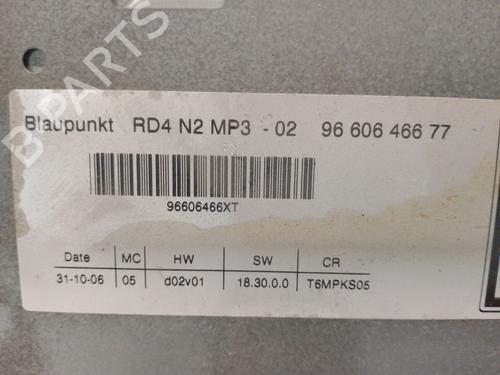 B-PARTS
Blaupunkt RD4 N2 MP3 - 02 96 606 466 77
96606466XT
Date MC HW SW CR
31-10-06 05 d02v01 18.30.0.0 T6MPKS05